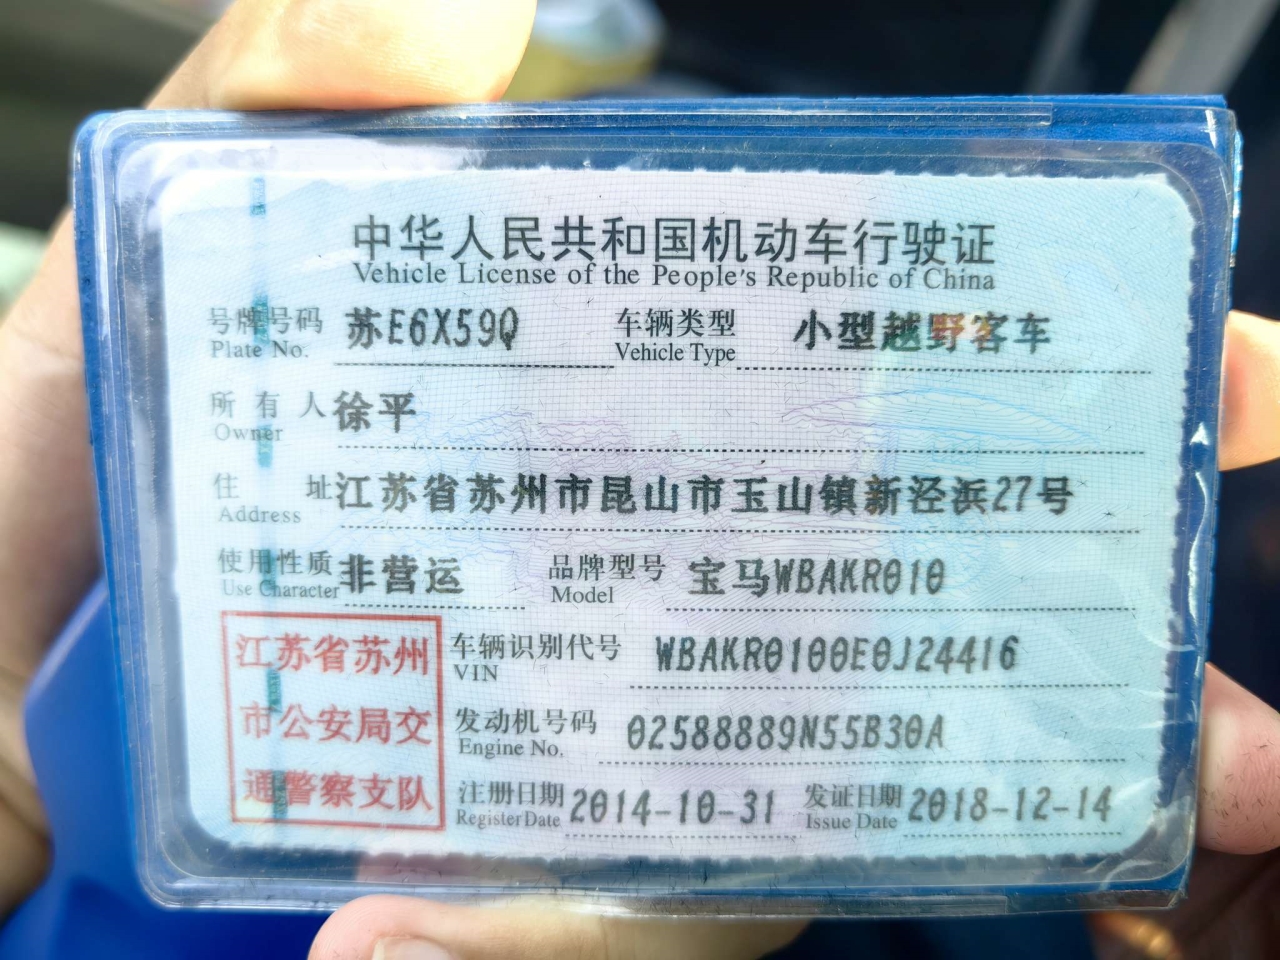 中华人民共和国机动车行驶证
Vehicle License of the People's Republic of China
号牌号码 苏E6X59Q 车辆类型 小型越野客车
Plate No. Vehicle Type
所有人 徐平
Owner
住址 江苏省苏州市昆山市玉山镇新泾浜27号
Address
使用性质 非营运 品牌型号 宝马WBAKR010
Use Character Model
江苏省苏州
市公安局交
通警察支队
车辆识别代号 WBAKR0100E0J24416
VIN
发动机号码 02588889N55B30A
Engine No.
注册日期 2014-10-31 发证日期 2018-12-14
Register Date Issue Date